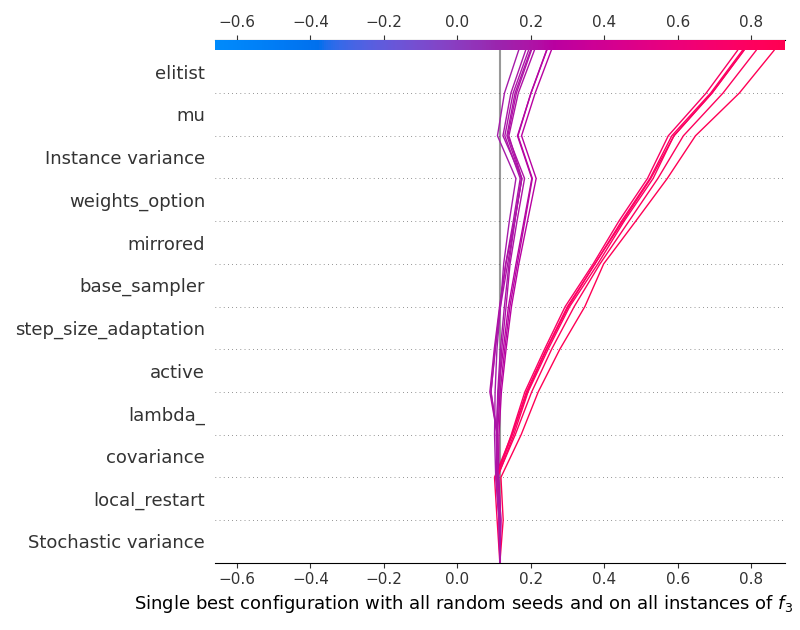 −0.6 −0.4 −0.2 0.0 0.2 0.4 0.6 0.8
elitist
mu
Instance variance
weights_option
mirrored
base_sampler
step_size_adaptation
active
lambda_
covariance
local_restart
Stochastic variance
−0.6 −0.4 −0.2 0.0 0.2 0.4 0.6 0.8
Single best configuration with all random seeds and on all instances of f₃